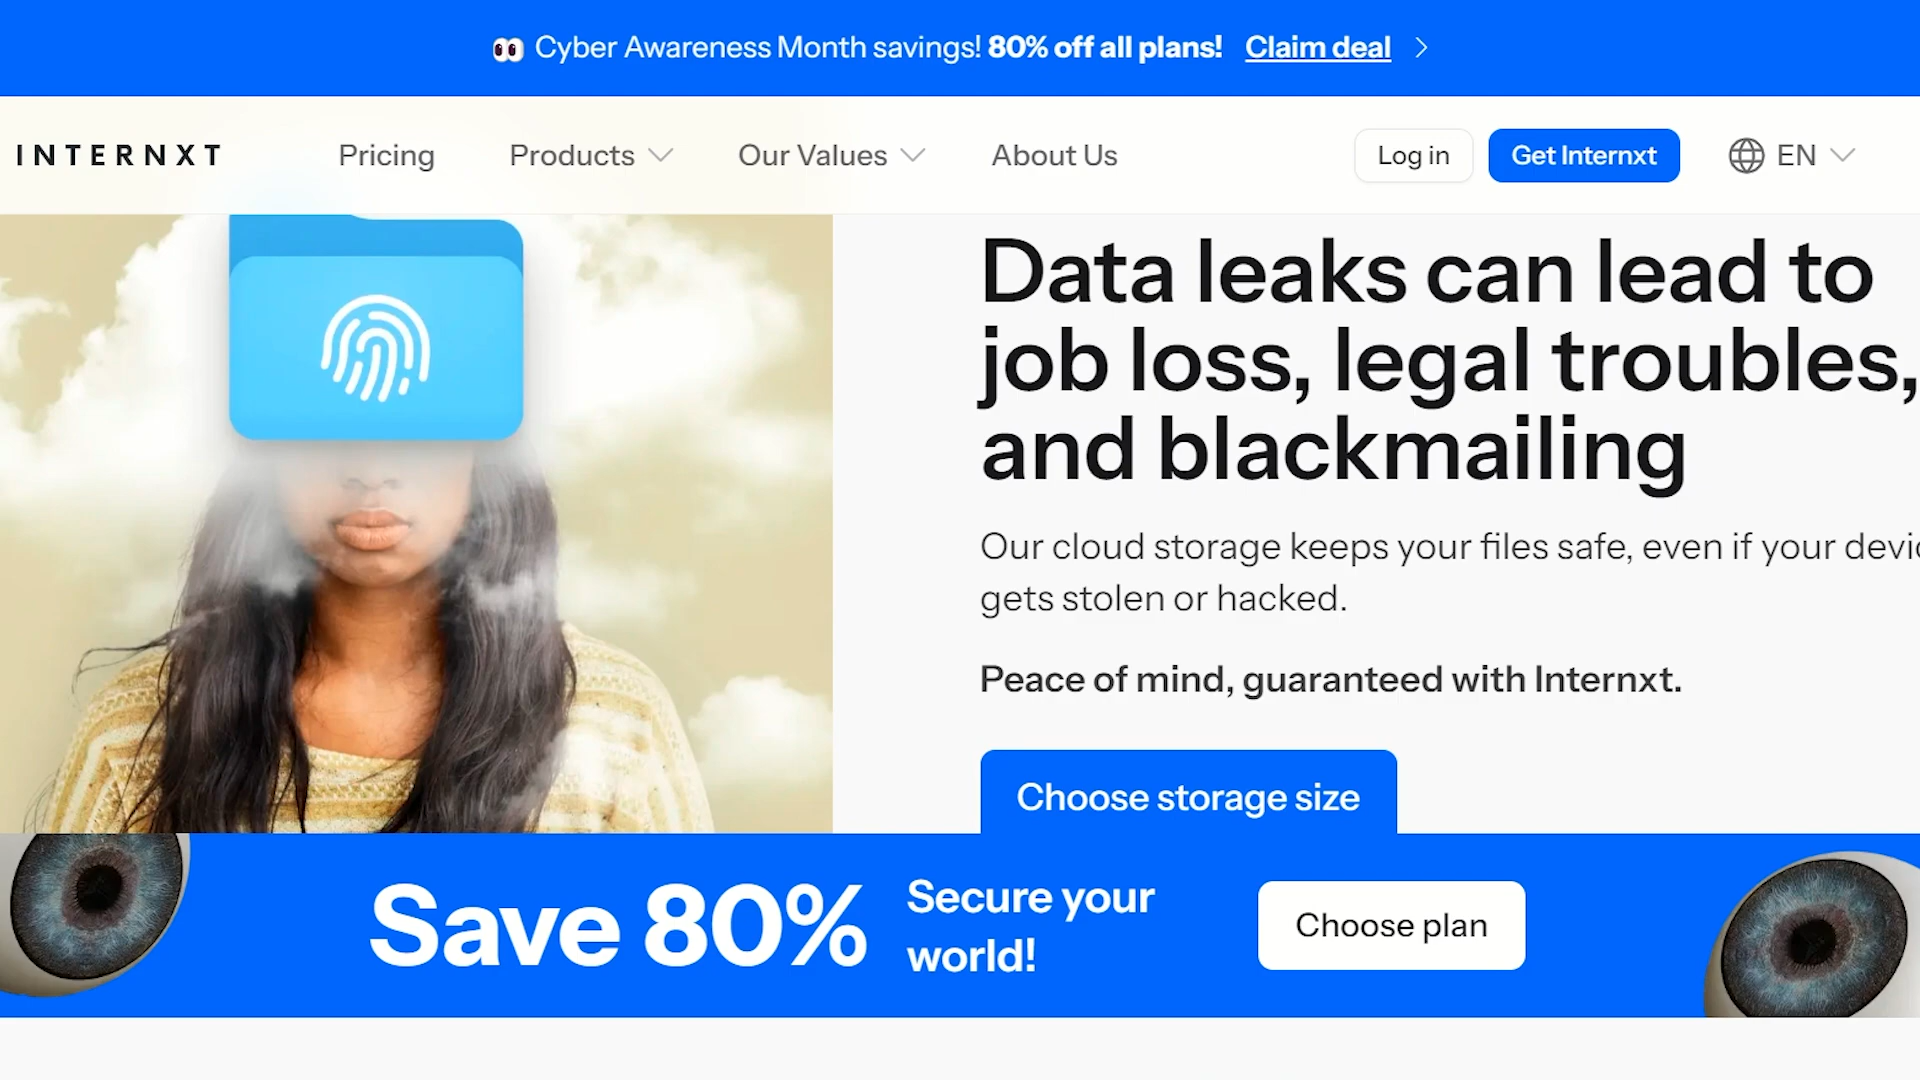 👀 Cyber Awareness Month savings! 80% off all plans! Claim deal
INTERNXT Pricing Products Our Values About Us Log in Get Internxt EN
Data leaks can lead to
job loss, legal troubles,
and blackmailing
Our cloud storage keeps your files safe, even if your
gets stolen or hacked.
Peace of mind, guaranteed with Internxt.
Choose storage size
Save 80%
Secure your
world!
Choose plan